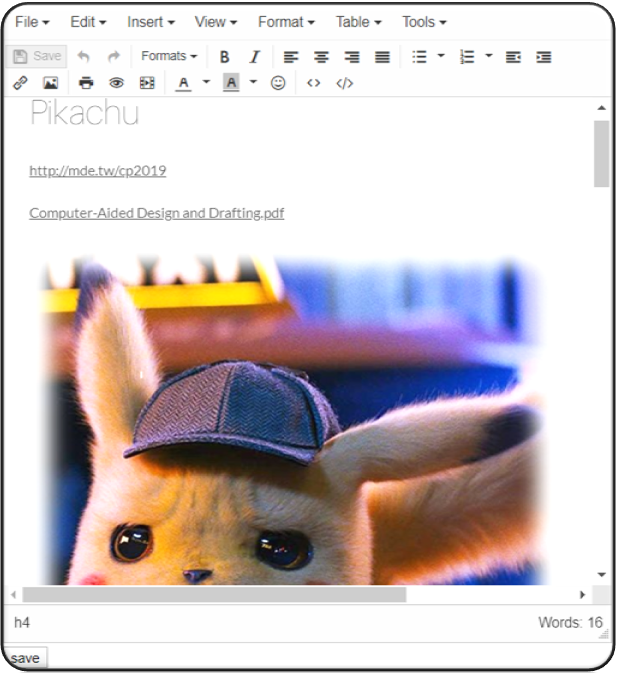 File Edit Insert View Format Table Tools
Save Formats B I
A A
Pikachu
http://mde.tw/cp2019
Computer-Aided Design and Drafting.pdf
h4 Words: 16
save